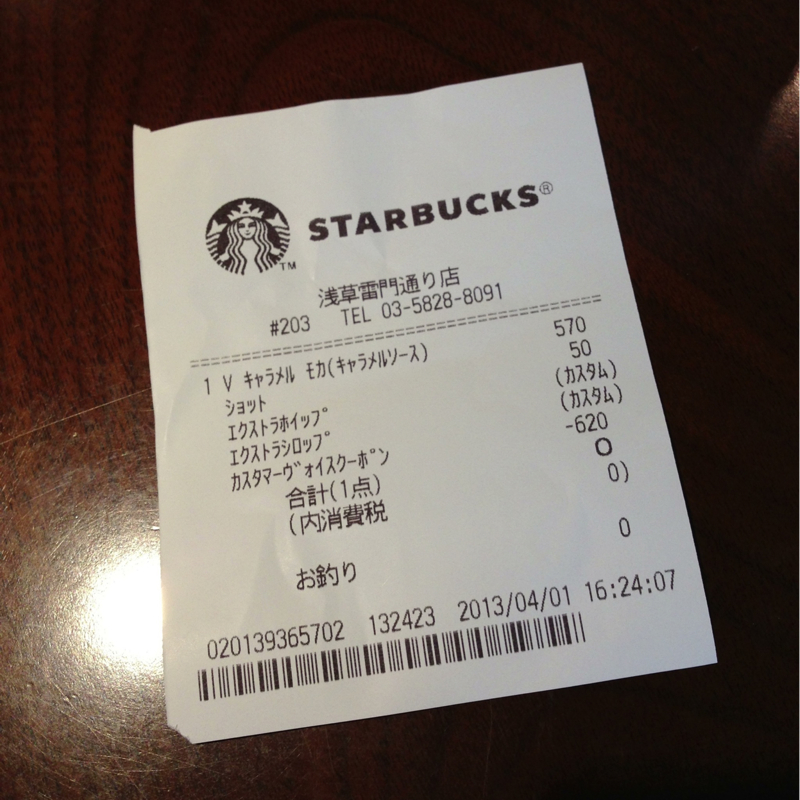 STARBUCKS®
TM
浅草雷門通り店
#203 TEL 03-5828-8091
================================================
1 V ｷｬﾗﾒﾙ ﾓｶ(ｷｬﾗﾒﾙｿｰｽ) 570
ｼｮｯﾄ 50
ｴｸｽﾄﾗﾎｲｯﾌﾟ (ｶｽﾀﾑ)
ｴｸｽﾄﾗｼﾛｯﾌﾟ (ｶｽﾀﾑ)
ｶｽﾀﾏｰｳﾞｫｲｽｸｰﾎﾟﾝ -620
合計(1点) 0
(内消費税 0)
お釣り 0
020139365702 132423 2013/04/01 16:24:07